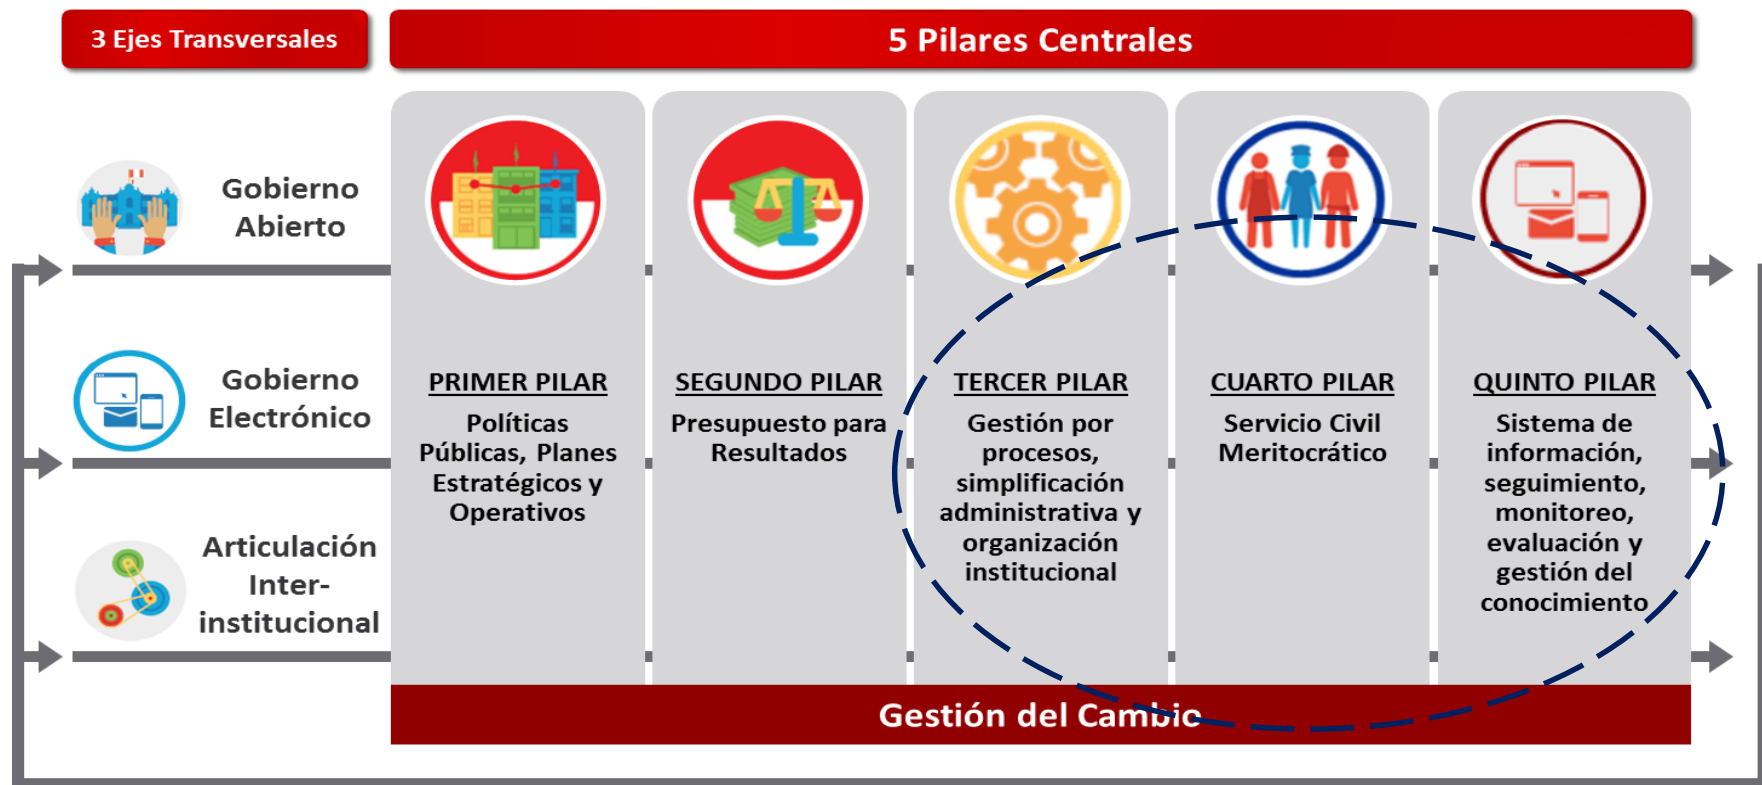 3 Ejes Transversales
5 Pilares Centrales
Gobierno
Abierto
Gobierno
Electrónico
Articulación
Inter-
institucional
PRIMER PILAR
Políticas
Públicas, Planes
Estratégicos y
Operativos
SEGUNDO PILAR
Presupuesto para
Resultados
TERCER PILAR
Gestión por
procesos,
simplificación
administrativa y
organización
institucional
CUARTO PILAR
Servicio Civil
Meritocrático
QUINTO PILAR
Sistema de
información,
seguimiento,
monitoreo,
evaluación y
gestión del
conocimiento
Gestión del Cambio